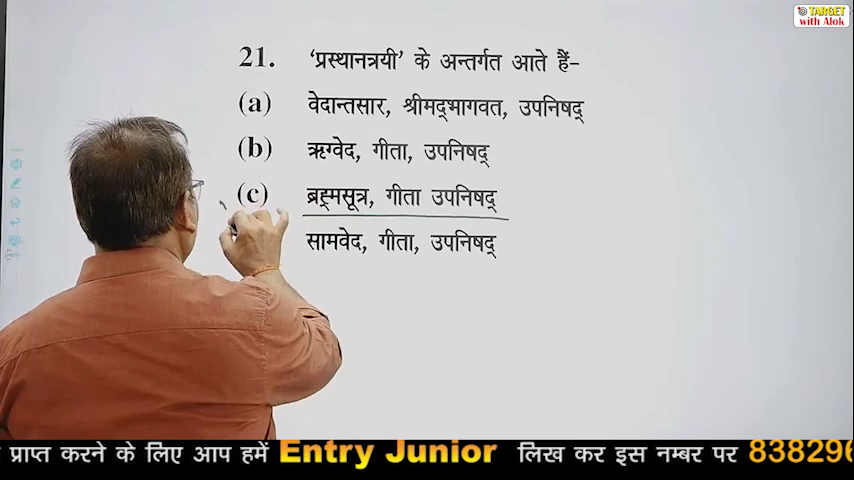 TARGET
with Alok
21. ‘प्रस्थानत्रयी’ के अन्तर्गत आते हैं–
(a) वेदान्तसार, श्रीमद्‌भागवत, उपनिषद्
(b) ऋग्वेद, गीता, उपनिषद्
(c) ब्रह्मसूत्र, गीता उपनिषद्
सामवेद, गीता, उपनिषद्
प्राप्त करने के लिए आप हमें Entry Junior लिख कर इस नम्बर पर 838296